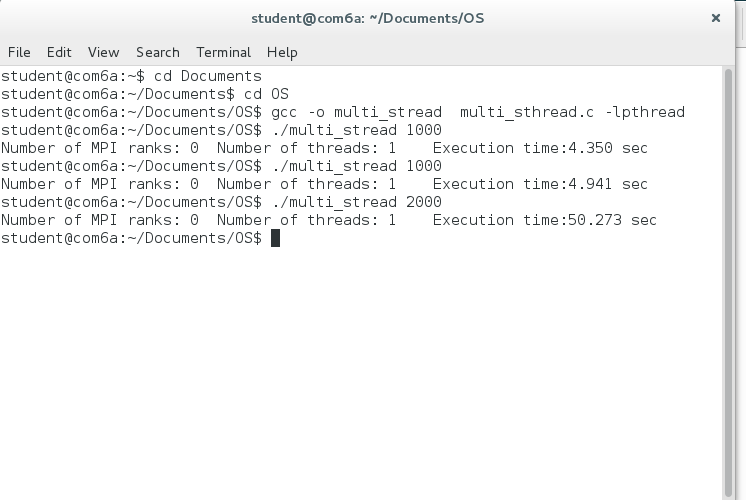 student@com6a: ~/Documents/OS
File Edit View Search Terminal Help
student@com6a:~$ cd Documents
student@com6a:~/Documents$ cd OS
student@com6a:~/Documents/OS$ gcc -o multi_stread  multi_sthread.c -lpthread
student@com6a:~/Documents/OS$ ./multi_stread 1000
Number of MPI ranks: 0  Number of threads: 1    Execution time:4.350 sec
student@com6a:~/Documents/OS$ ./multi_stread 1000
Number of MPI ranks: 0  Number of threads: 1    Execution time:4.941 sec
student@com6a:~/Documents/OS$ ./multi_stread 2000
Number of MPI ranks: 0  Number of threads: 1    Execution time:50.273 sec
student@com6a:~/Documents/OS$